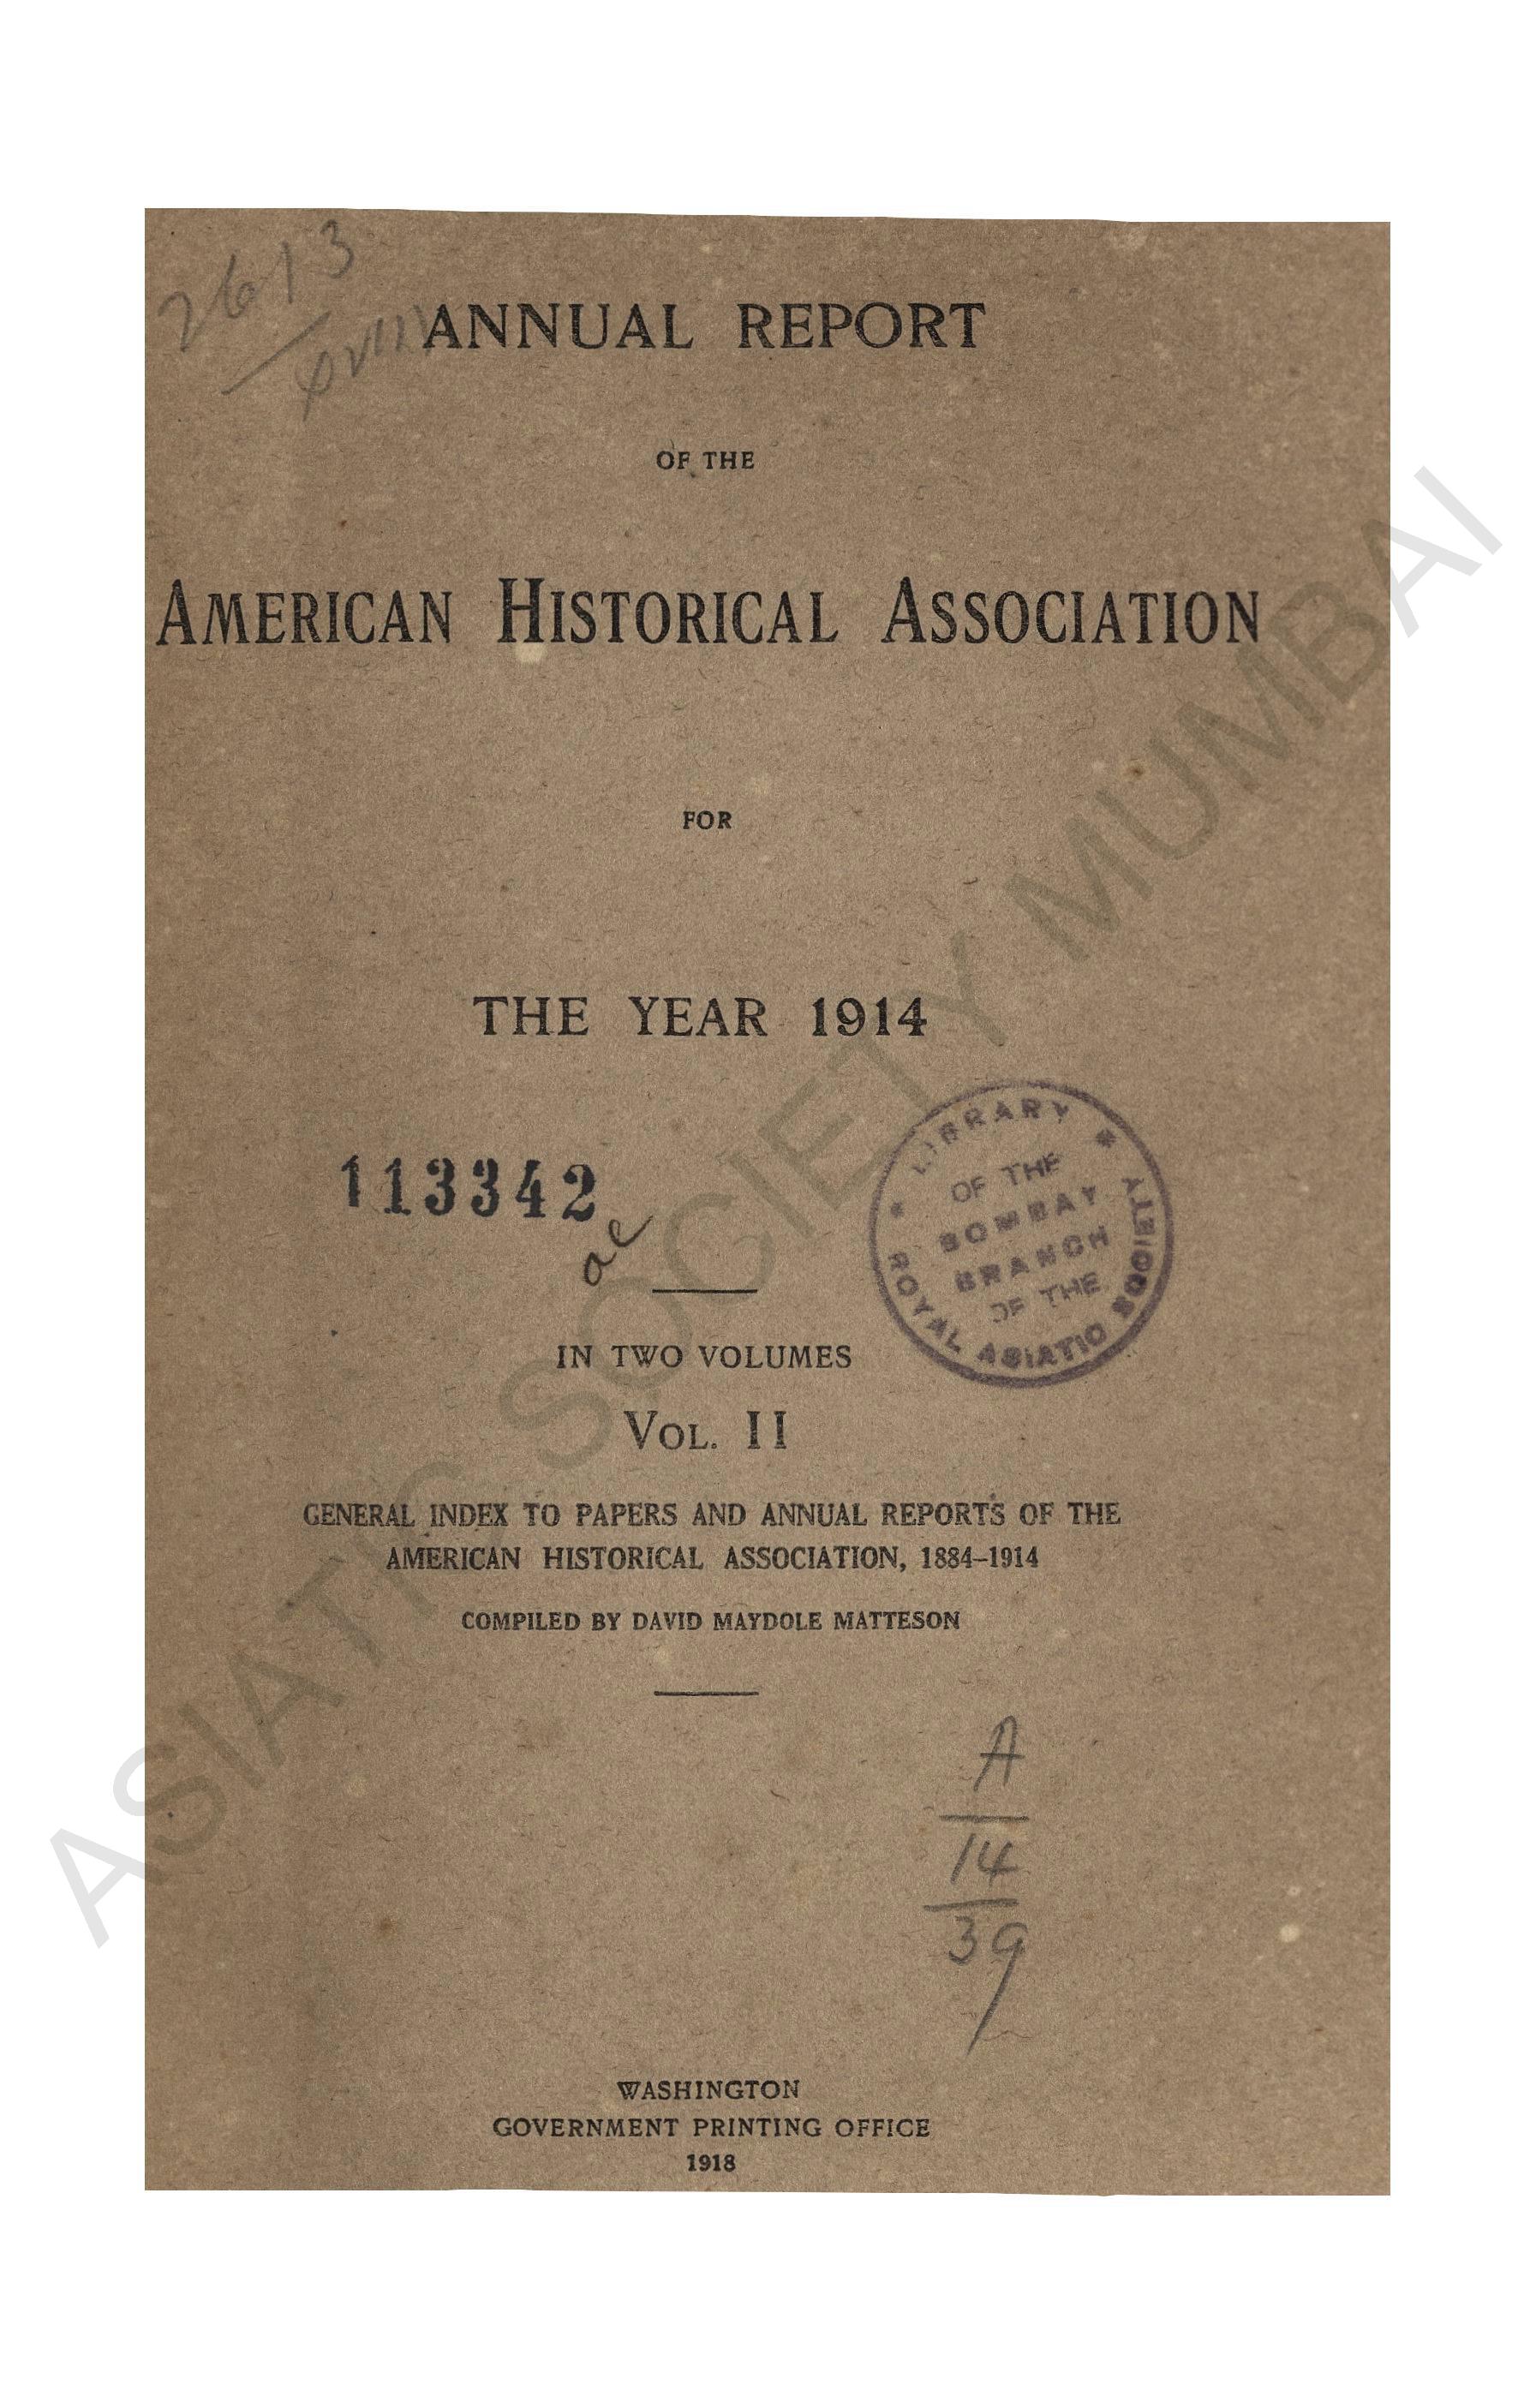 2613
ANNUAL REPORT
OF THE
AMERICAN HISTORICAL ASSOCIATION
FOR
THE YEAR 1914
113342
ae
LIBRARY
OF THE
BOMBAY
BRANCH
OF THE
ROYAL ASIATIC SOCIETY
IN TWO VOLUMES
VOL. II
GENERAL INDEX TO PAPERS AND ANNUAL REPORTS OF THE
AMERICAN HISTORICAL ASSOCIATION, 1884–1914
COMPILED BY DAVID MAYDOLE MATTESON
A
14
39
WASHINGTON
GOVERNMENT PRINTING OFFICE
1918
ASIATIC SOCIETY MUMBAI